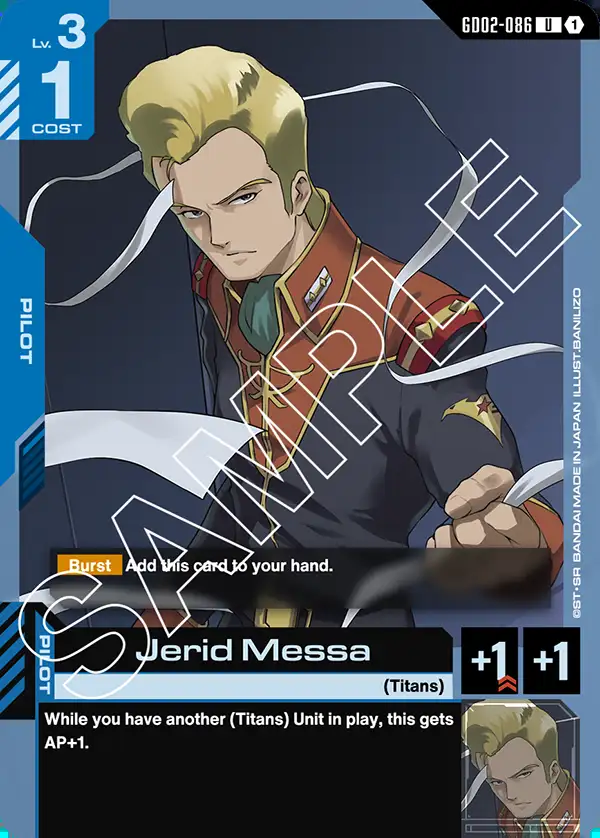 Lv. 3
GD02-086 U 1
1
COST
PILOT
©ST・SR BANDAI MADE IN JAPAN ILLUST.BANILIZO
SAMPLE
Burst Add this card to your hand.
PILOT
Jerid Messa
+1 +1
(Titans)
While you have another (Titans) Unit in play, this gets
AP+1.